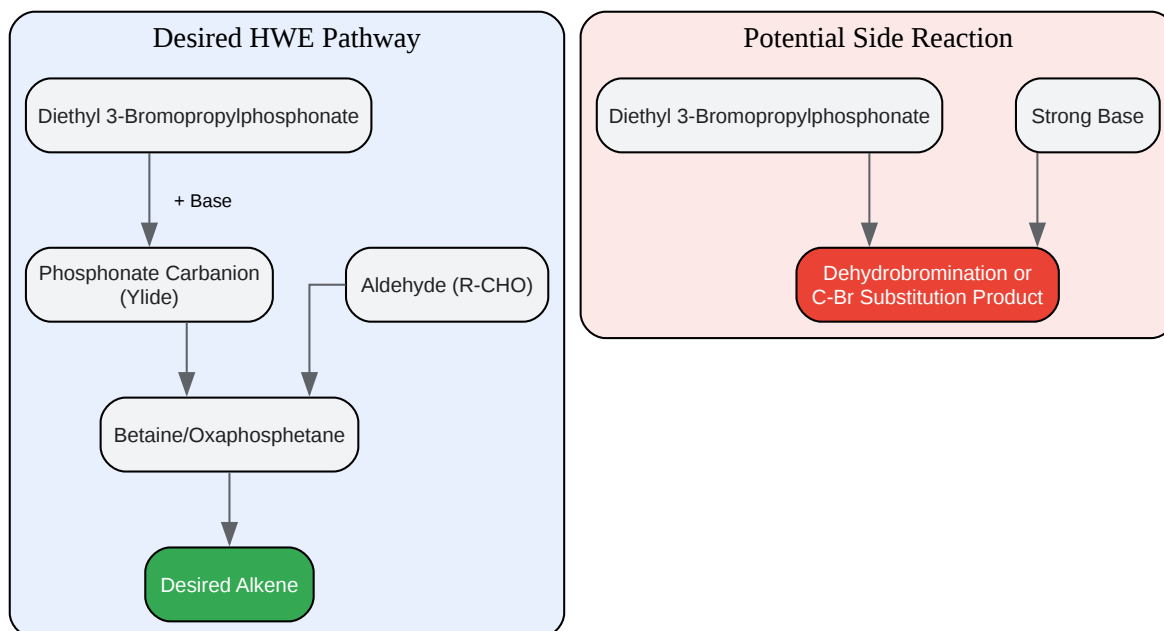 Desired HWE Pathway
Diethyl 3-Bromopropylphosphonate
+ Base
Phosphonate Carbanion
(Ylide)
Aldehyde (R-CHO)
Betaine/Oxaphosphetane
Desired Alkene
Potential Side Reaction
Diethyl 3-Bromopropylphosphonate
Strong Base
Dehydrobromination or
C-Br Substitution Product